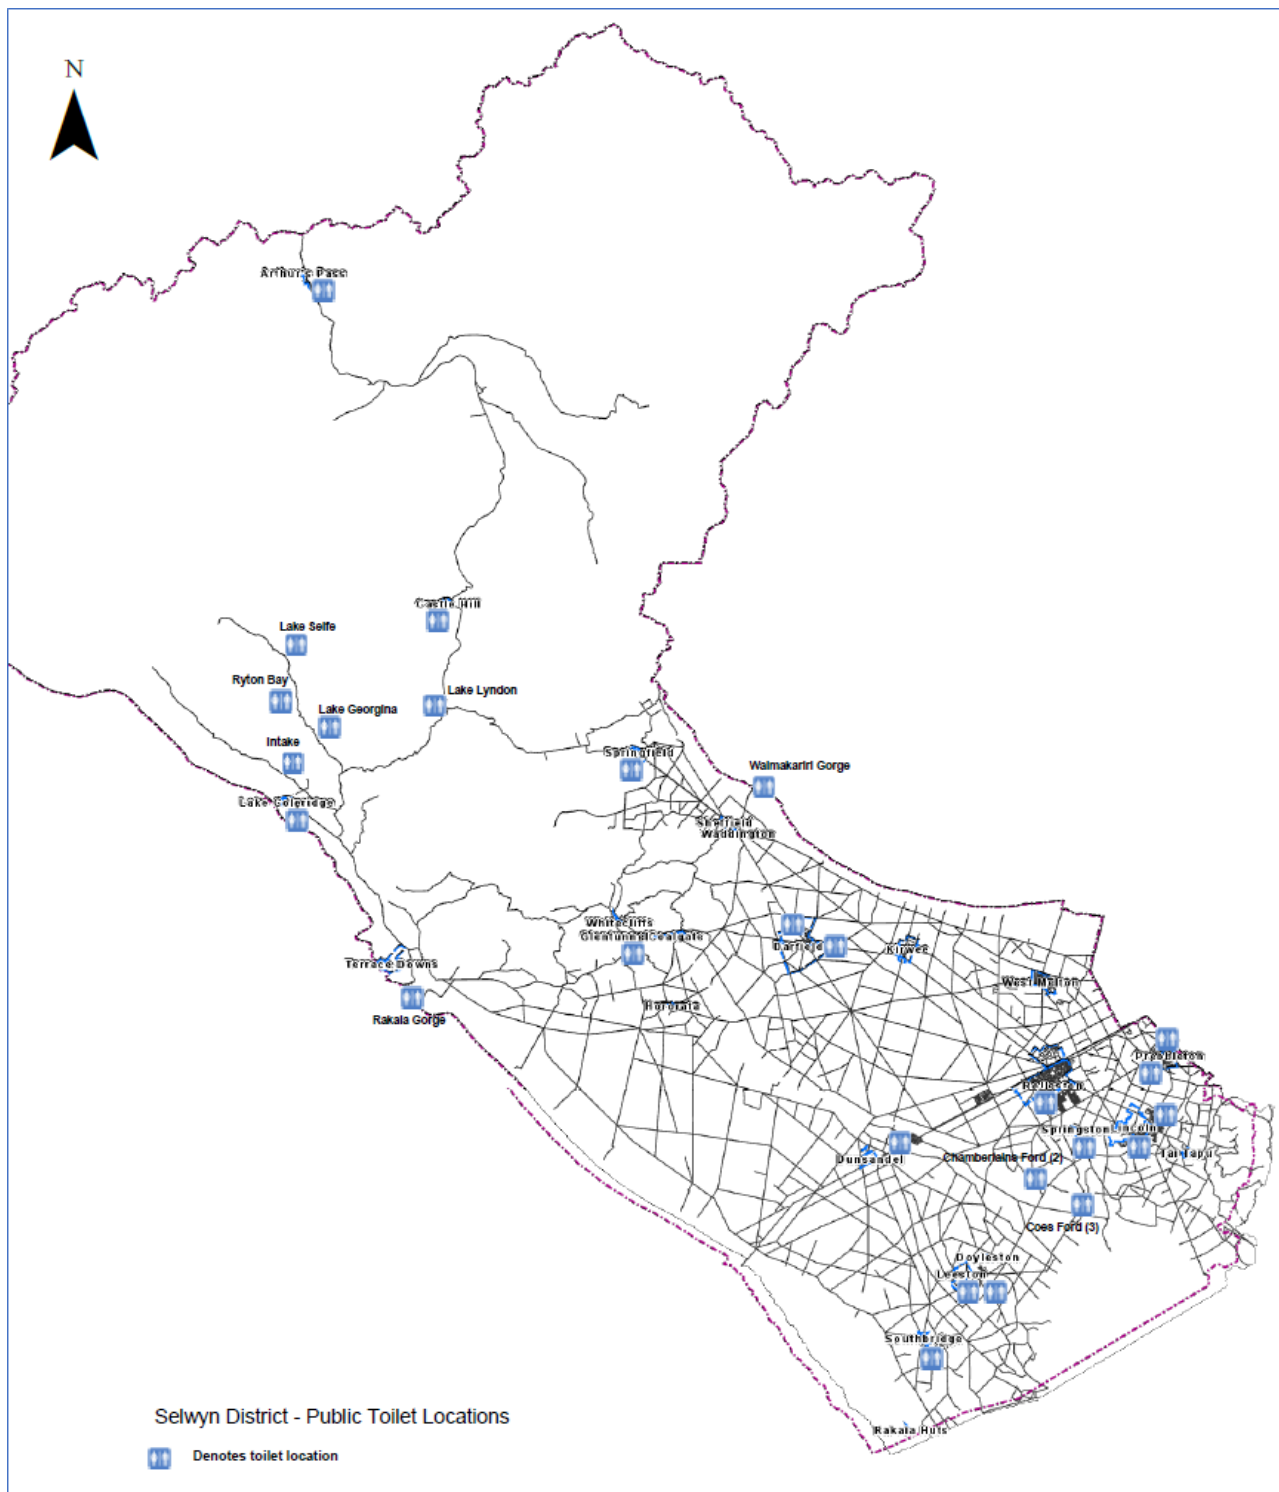 N
Arthur's Pass
Castle Hill
Lake Selfe
Ryton Bay
Lake Lyndon
Lake Georgina
Intake
Springfield
Waimakariri Gorge
Lake Coleridge
Sheffield
Waddington
Whitecliffs
Glentunnel
Coalgate
Darfield
Kirwee
Terrace Downs
West Melton
Hororata
Rakaia Gorge
Prebbleton
Rolleston
Springston
Lincoln
Tai Tapu
Dunsandel
Chamberlains Ford (2)
Coes Ford (3)
Doyleston
Leeston
Southbridge
Rakaia Huts
Selwyn District - Public Toilet Locations
Denotes toilet location